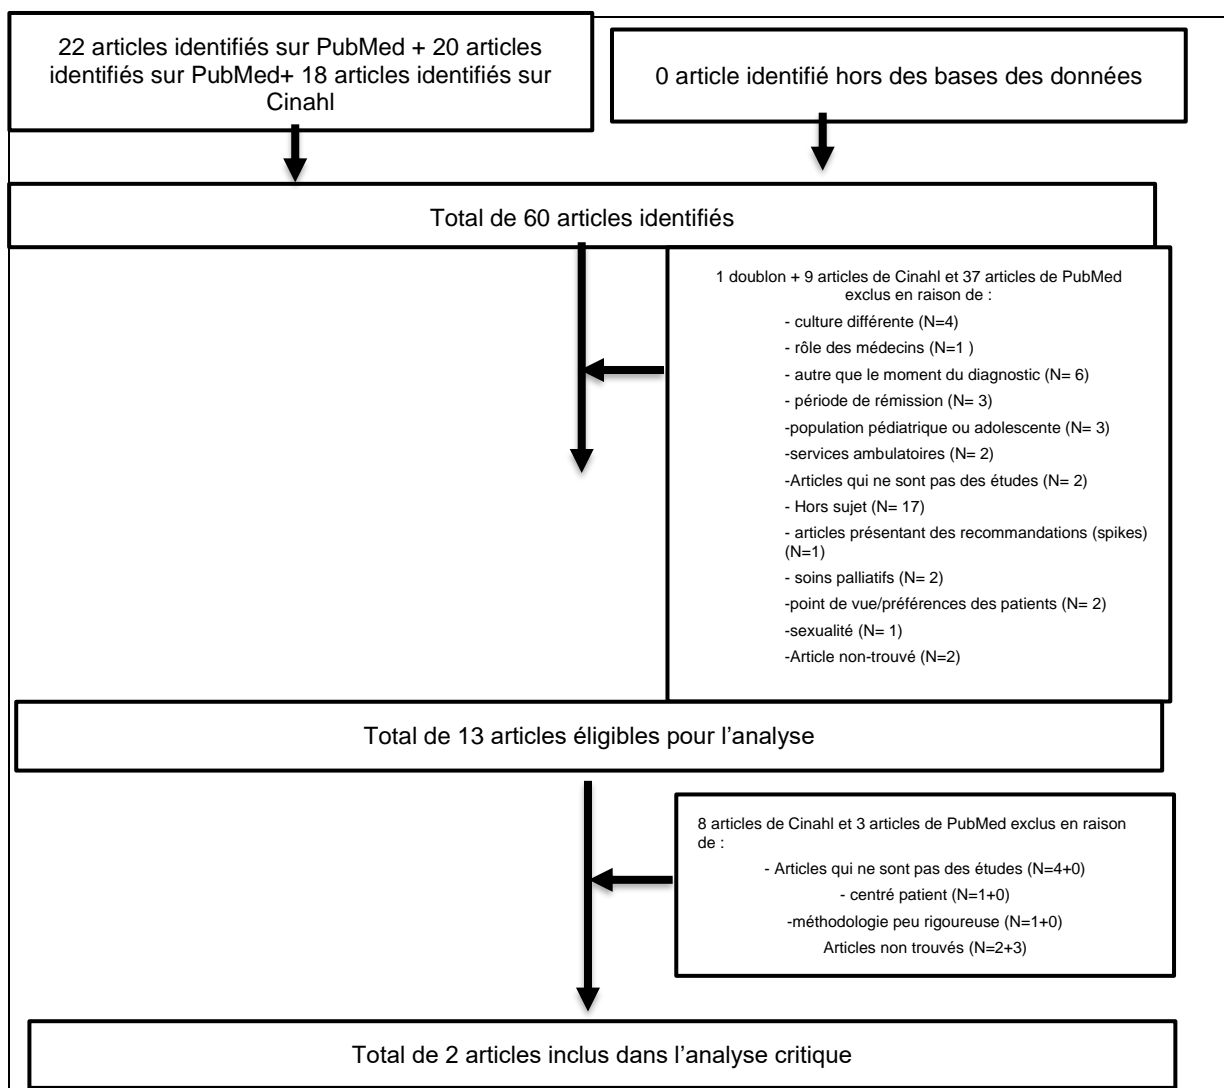 22 articles identifiés sur PubMed + 20 articles
identifiés sur PubMed+ 18 articles identifiés sur
Cinahl
0 article identifié hors des bases des données
Total de 60 articles identifiés
1 doublon + 9 articles de Cinahl et 37 articles de PubMed
exclus en raison de :
- culture différente (N=4)
- rôle des médecins (N=1 )
- autre que le moment du diagnostic (N= 6)
- période de rémission (N= 3)
-population pédiatrique ou adolescente (N= 3)
-services ambulatoires (N= 2)
-Articles qui ne sont pas des études (N= 2)
- Hors sujet (N= 17)
- articles présentant des recommandations (spikes)
(N=1)
- soins palliatifs (N= 2)
-point de vue/préférences des patients (N= 2)
-sexualité (N= 1)
-Article non-trouvé (N=2)
Total de 13 articles éligibles pour l’analyse
8 articles de Cinahl et 3 articles de PubMed exclus en raison
de :
- Articles qui ne sont pas des études (N=4+0)
- centré patient (N=1+0)
-méthodologie peu rigoureuse (N=1+0)
Articles non trouvés (N=2+3)
Total de 2 articles inclus dans l’analyse critique